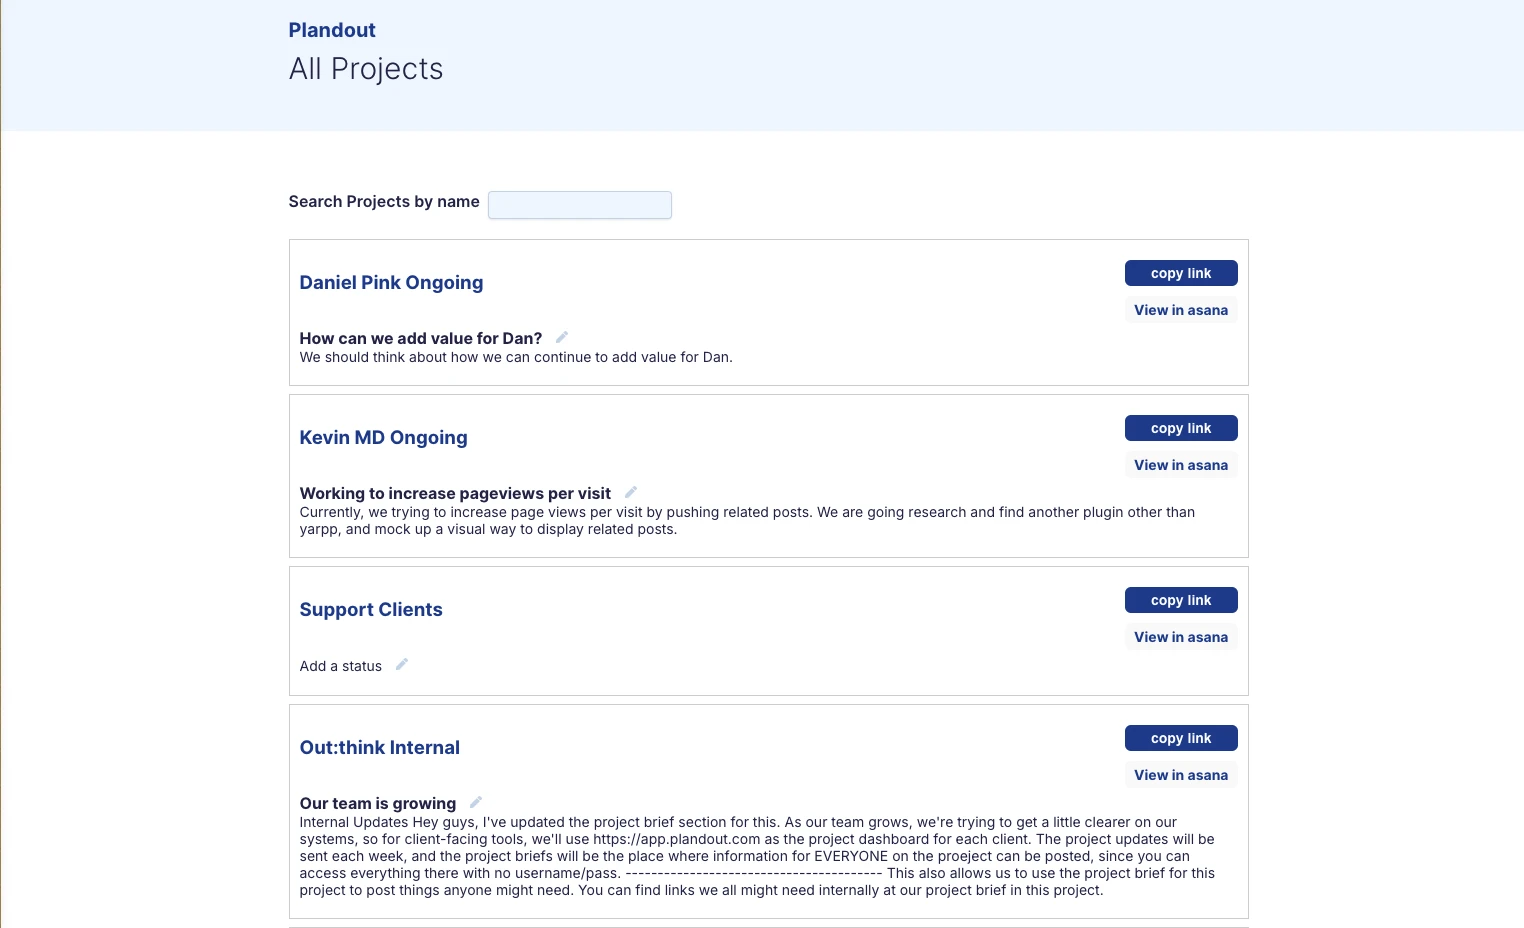 Plandout
All Projects
Search Projects by name
Daniel Pink Ongoing
copy link
View in asana
How can we add value for Dan?
We should think about how we can continue to add value for Dan.
Kevin MD Ongoing
copy link
View in asana
Working to increase pageviews per visit
Currently, we trying to increase page views per visit by pushing related posts. We are going research and find another plugin other than
yarpp, and mock up a visual way to display related posts.
Support Clients
copy link
View in asana
Add a status
Out:think Internal
copy link
View in asana
Our team is growing
Internal Updates Hey guys, I've updated the project brief section for this. As our team grows, we're trying to get a little clearer on our
systems, so for client-facing tools, we'll use https://app.plandout.com as the project dashboard for each client. The project updates will be
sent each week, and the project briefs will be the place where information for EVERYONE on the proeject can be posted, since you can
access everything there with no username/pass. ---------------------------------------- This also allows us to use the project brief for this
project to post things anyone might need. You can find links we all might need internally at our project brief in this project.